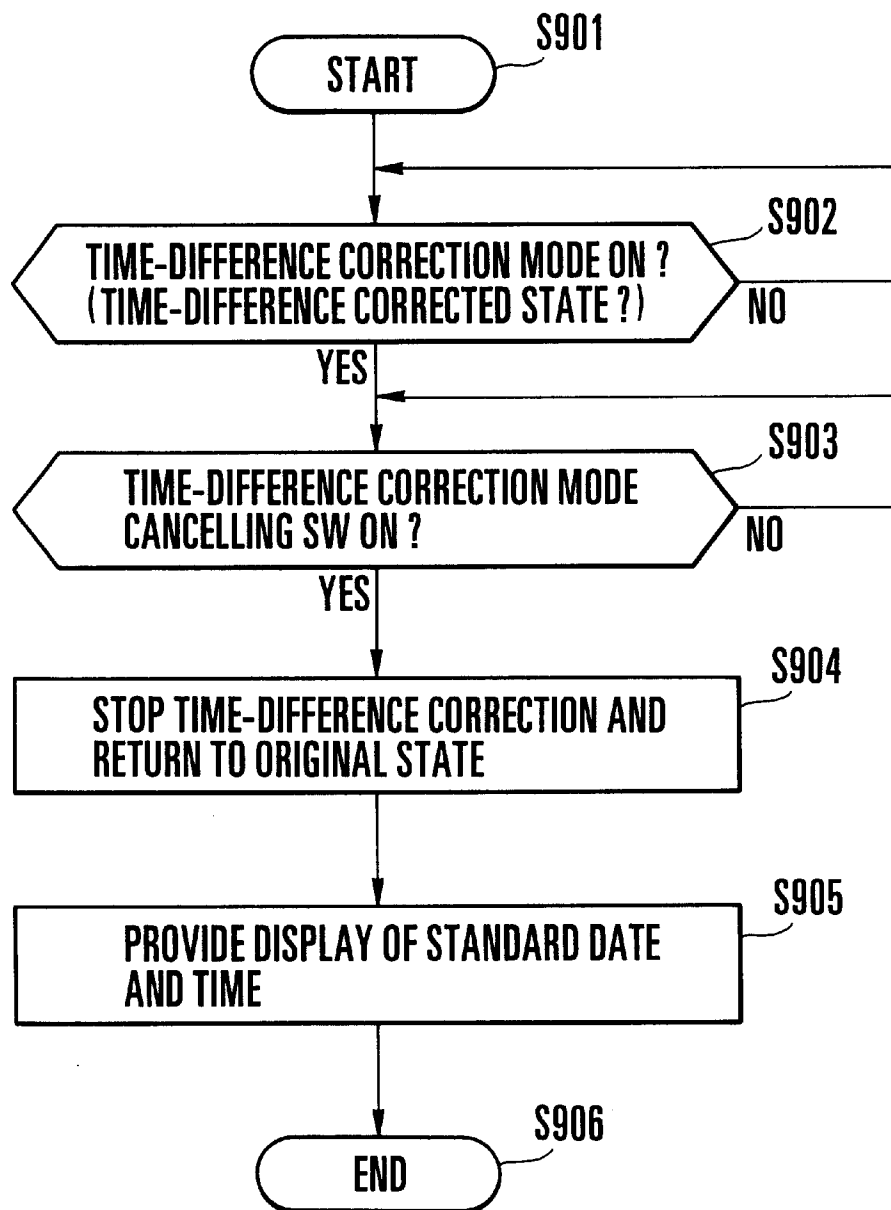 S901
START
S902
TIME-DIFFERENCE CORRECTION MODE ON ?
(TIME-DIFFERENCE CORRECTED STATE ?)
NO
YES
S903
TIME-DIFFERENCE CORRECTION MODE
CANCELLING SW ON ?
NO
YES
S904
STOP TIME-DIFFERENCE CORRECTION AND
RETURN TO ORIGINAL STATE
S905
PROVIDE DISPLAY OF STANDARD DATE
AND TIME
S906
END